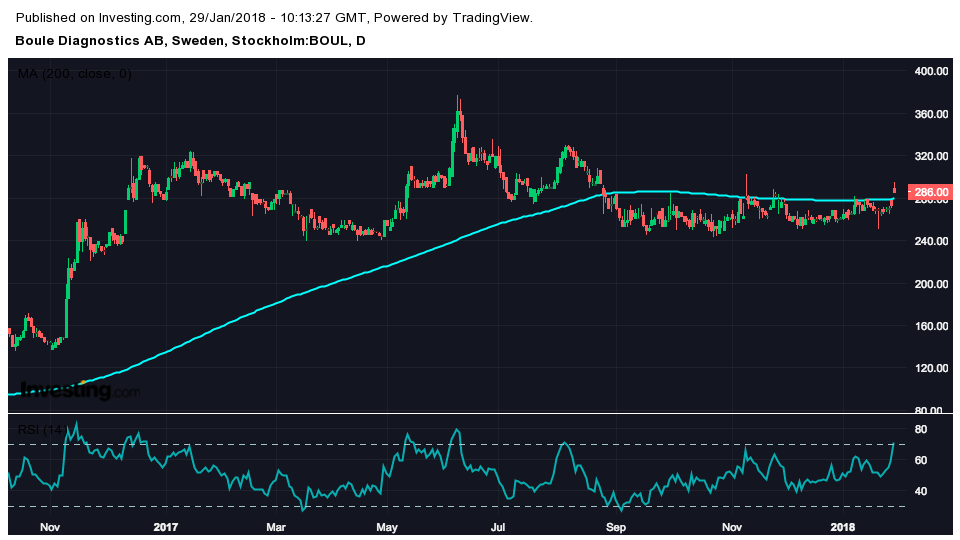 Published on Investing.com, 29/Jan/2018 - 10:13:27 GMT, Powered by TradingView.
Boule Diagnostics AB, Sweden, Stockholm:BOUL, D
MA (200, close, 0)
400.00
360.00
320.00
286.00
280.00
240.00
200.00
160.00
120.00
Investing.com
80.00
RSI (14)
80
60
40
Nov
2017
Mar
May
Jul
Sep
Nov
2018